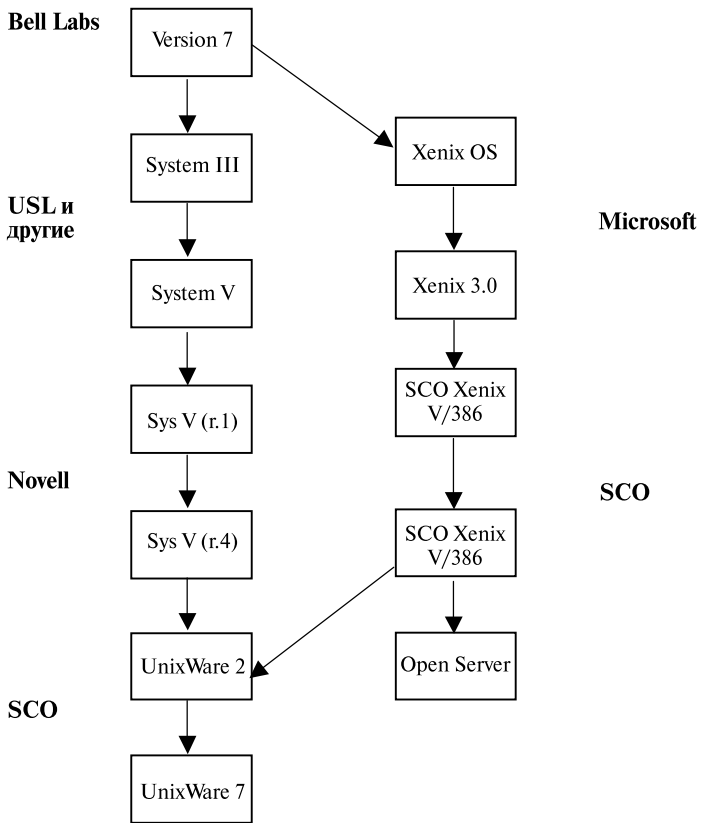 Bell Labs
Version 7
Xenix OS
System III
USL и
другие
Microsoft
Xenix 3.0
System V
SCO Xenix
V/386
Sys V (r.1)
Novell
SCO
Sys V (r.4)
SCO Xenix
V/386
UnixWare 2
Open Server
SCO
UnixWare 7